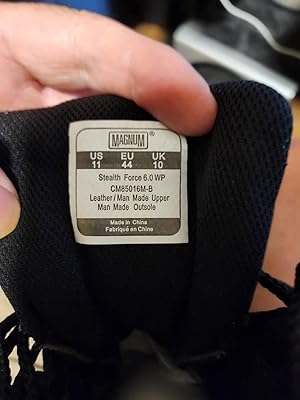 MAGNUM®
US EU UK
11 44 10
Stealth Force 6.0 WP
CM85016M-B
Leather/Man Made Upper
Man Made Outsole
Made in China
Fabriqué en Chine